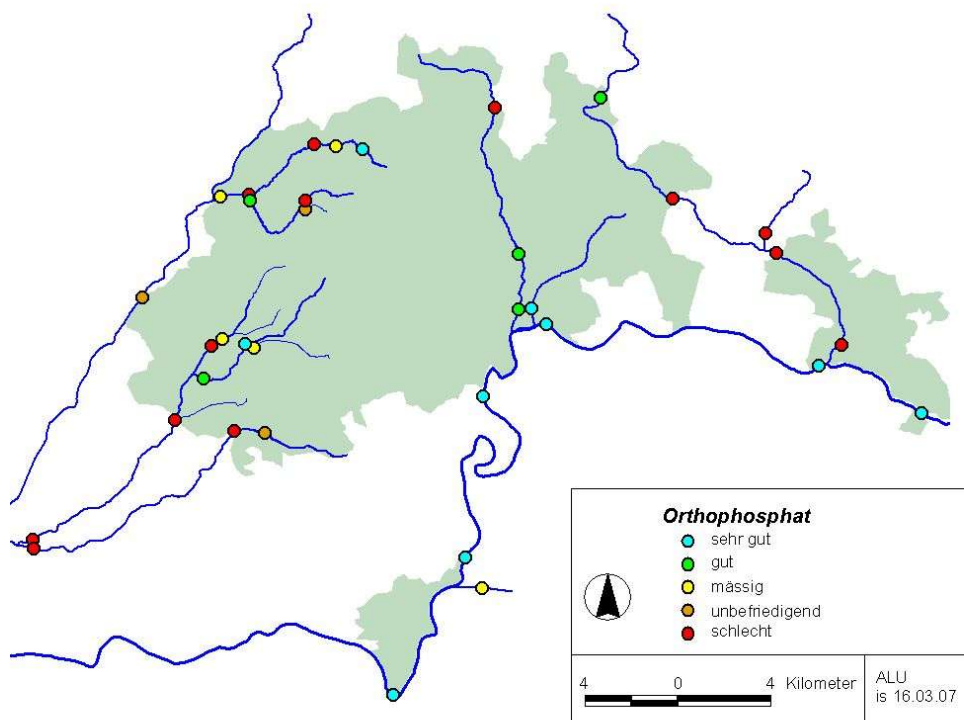 Orthophosphat
sehr gut
gut
mässig
unbefriedigend
schlecht
4 0 4 Kilometer
ALU
is 16.03.07